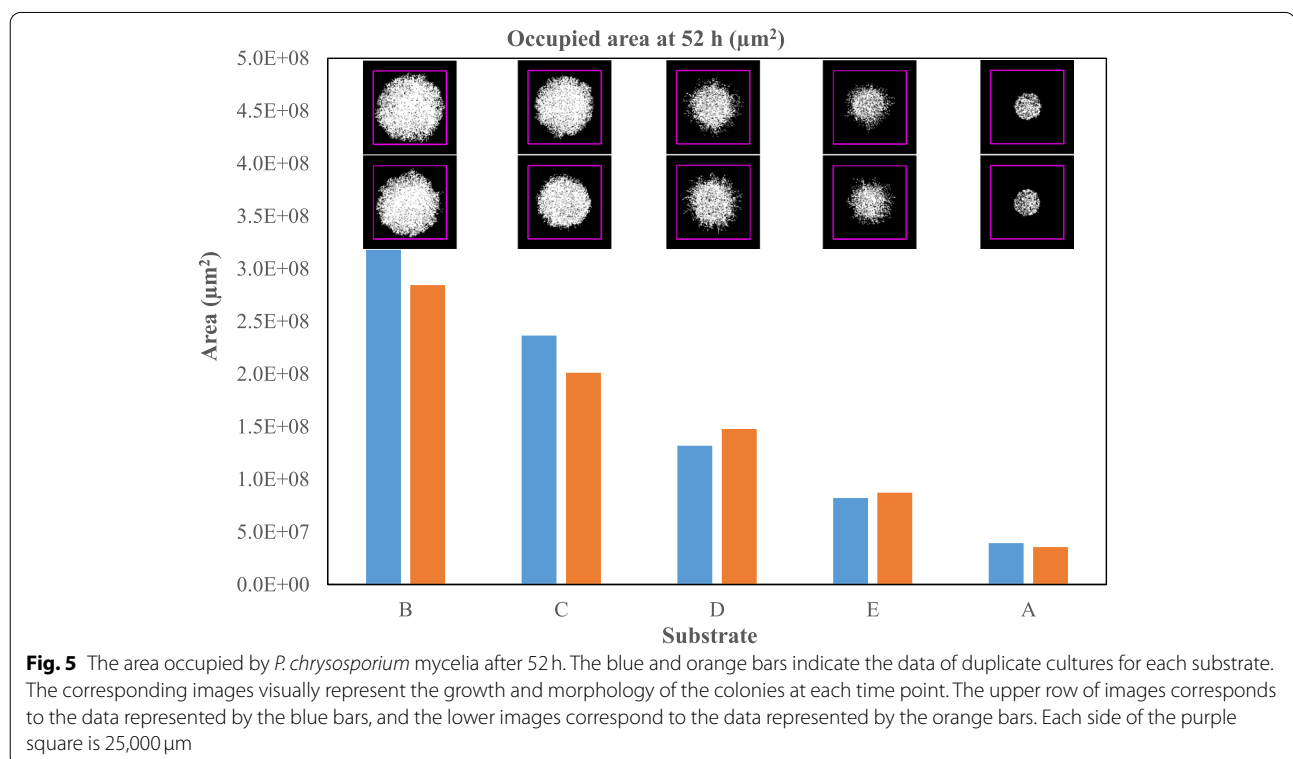 Occupied area at 52 h (µm²)
5.0E+08
4.5E+08
4.0E+08
3.5E+08
3.0E+08
2.5E+08
2.0E+08
1.5E+08
1.0E+08
5.0E+07
0.0E+00
Area (µm²)
B C D E A
Substrate
Fig. 5 The area occupied by P. chrysosporium mycelia after 52 h. The blue and orange bars indicate the data of duplicate cultures for each substrate.
The corresponding images visually represent the growth and morphology of the colonies at each time point. The upper row of images corresponds
to the data represented by the blue bars, and the lower images correspond to the data represented by the orange bars. Each side of the purple
square is 25,000 µm